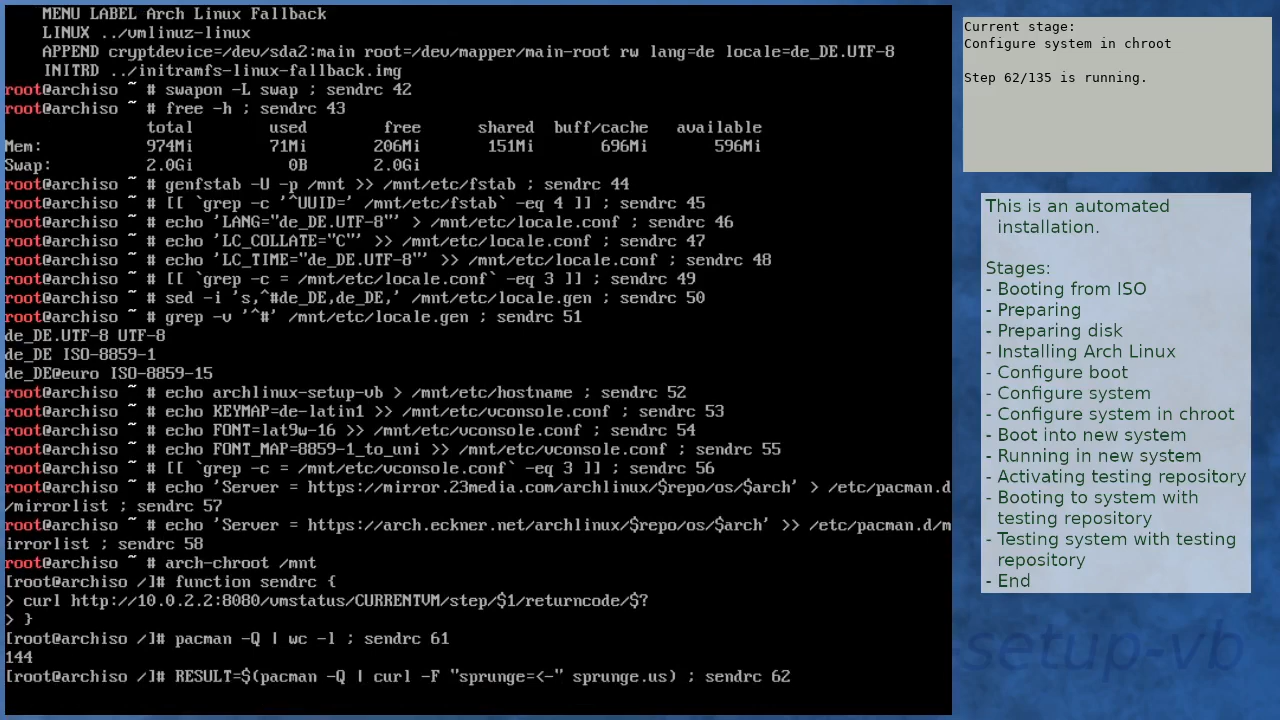 MENU LABEL Arch Linux Fallback
LINUX ../vmlinuz-linux
APPEND cryptdevice=/dev/sda2:main root=/dev/mapper/main-root rw lang=de locale=de_DE.UTF-8
INITRD ../initramfs-linux-fallback.img
root@archiso ~ # swapon -L swap ; sendrc 42
root@archiso ~ # free -h ; sendrc 43
total used free shared buff/cache available
Mem: 974Mi 71Mi 206Mi 151Mi 696Mi 596Mi
Swap: 2.0Gi 0B 2.0Gi
root@archiso ~ # genfstab -U -p /mnt >> /mnt/etc/fstab ; sendrc 44
root@archiso ~ # [[ `grep -c '^UUID=' /mnt/etc/fstab` -eq 4 ]] ; sendrc 45
root@archiso ~ # echo 'LANG="de_DE.UTF-8"' > /mnt/etc/locale.conf ; sendrc 46
root@archiso ~ # echo 'LC_COLLATE="C"' >> /mnt/etc/locale.conf ; sendrc 47
root@archiso ~ # echo 'LC_TIME="de_DE.UTF-8"' >> /mnt/etc/locale.conf ; sendrc 48
root@archiso ~ # [[ `grep -c = /mnt/etc/locale.conf` -eq 3 ]] ; sendrc 49
root@archiso ~ # sed -i 's,^#de_DE,de_DE,' /mnt/etc/locale.gen ; sendrc 50
root@archiso ~ # grep -v '^#' /mnt/etc/locale.gen ; sendrc 51
de_DE.UTF-8 UTF-8
de_DE ISO-8859-1
de_DE@euro ISO-8859-15
root@archiso ~ # echo archlinux-setup-vb > /mnt/etc/hostname ; sendrc 52
root@archiso ~ # echo KEYMAP=de-latin1 >> /mnt/etc/vconsole.conf ; sendrc 53
root@archiso ~ # echo FONT=lat9w-16 >> /mnt/etc/vconsole.conf ; sendrc 54
root@archiso ~ # echo FONT_MAP=8859-1_to_uni >> /mnt/etc/vconsole.conf ; sendrc 55
root@archiso ~ # [[ `grep -c = /mnt/etc/vconsole.conf` -eq 3 ]] ; sendrc 56
root@archiso ~ # echo 'Server = https://mirror.23media.com/archlinux/$repo/os/$arch' > /etc/pacman.d
/mirrorlist ; sendrc 57
root@archiso ~ # echo 'Server = https://arch.eckner.net/archlinux/$repo/os/$arch' >> /etc/pacman.d/m
irrorlist ; sendrc 58
root@archiso ~ # arch-chroot /mnt
[root@archiso /]# function sendrc {
> curl http://10.0.2.2:8080/vmstatus/CURRENTVM/step/$1/returncode/$?
> }
[root@archiso /]# pacman -Q | wc -l ; sendrc 61
144
[root@archiso /]# RESULT=$(pacman -Q | curl -F "sprunge=<-" sprunge.us) ; sendrc 62
Current stage:
Configure system in chroot
Step 62/135 is running.
This is an automated
installation.
Stages:
- Booting from ISO
- Preparing
- Preparing disk
- Installing Arch Linux
- Configure boot
- Configure system
- Configure system in chroot
- Boot into new system
- Running in new system
- Activating testing repository
- Booting to system with
testing repository
- Testing system with testing
repository
- End
-setup-vb